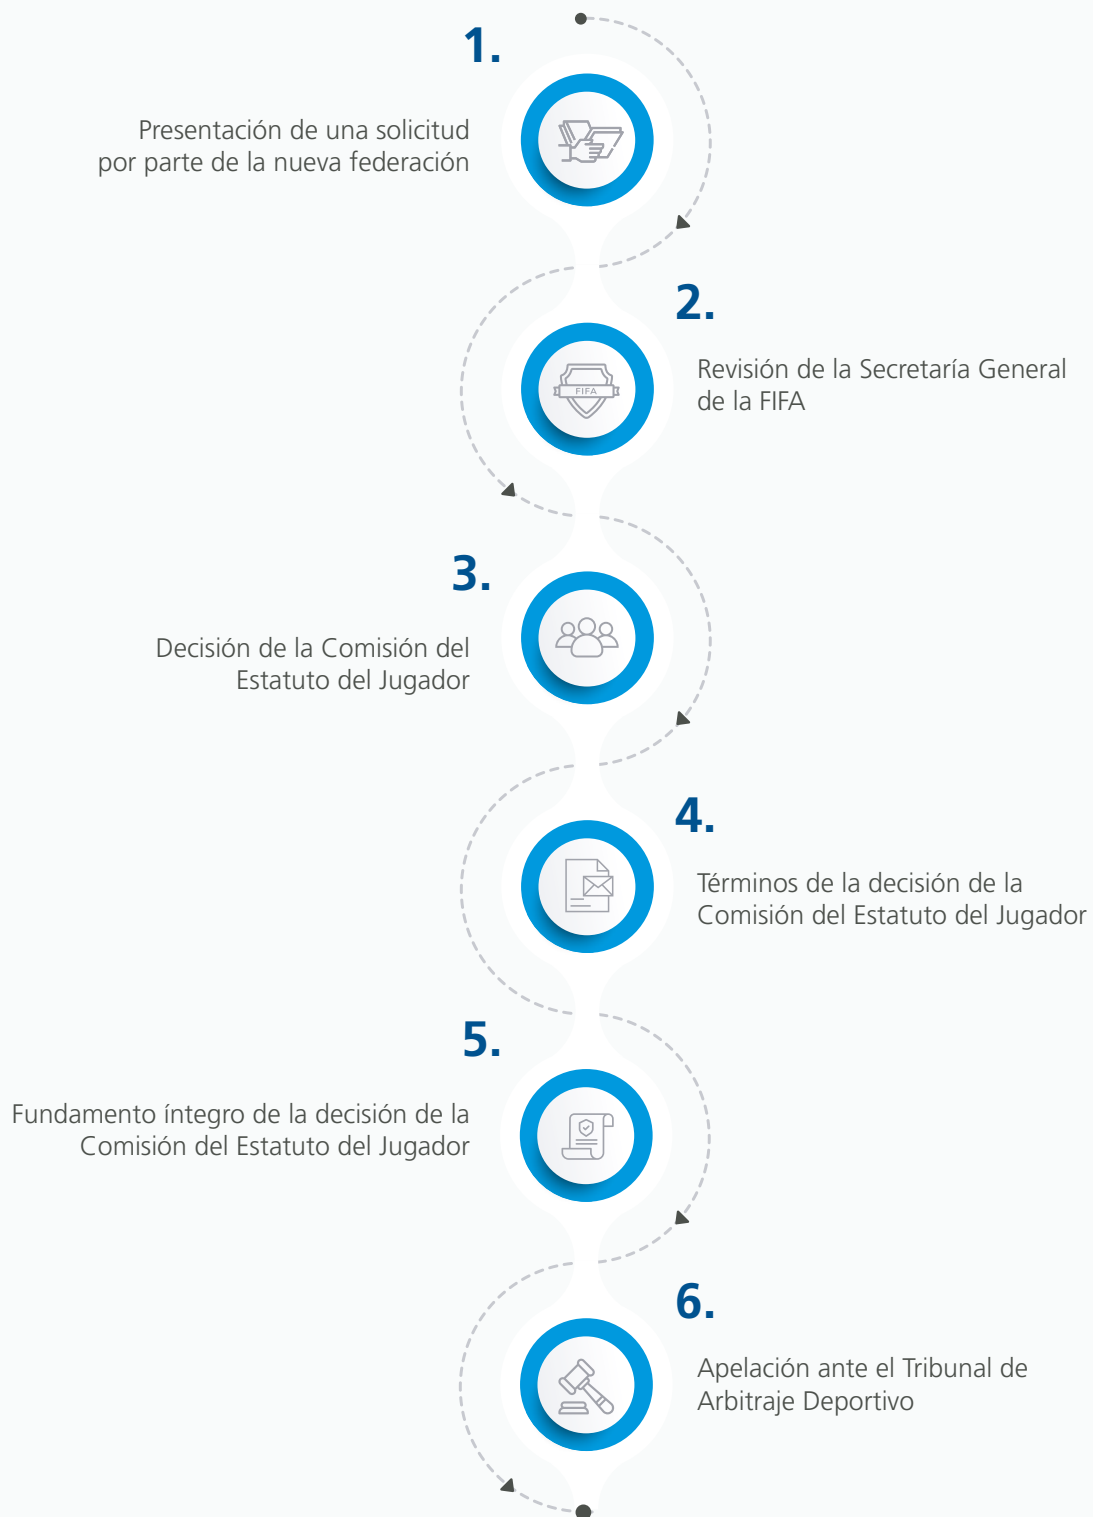 1.
Presentación de una solicitud
por parte de la nueva federación
2.
Revisión de la Secretaría General
de la FIFA
FIFA
3.
Decisión de la Comisión del
Estatuto del Jugador
4.
Términos de la decisión de la
Comisión del Estatuto del Jugador
5.
Fundamento íntegro de la decisión de la
Comisión del Estatuto del Jugador
6.
Apelación ante el Tribunal de
Arbitraje Deportivo